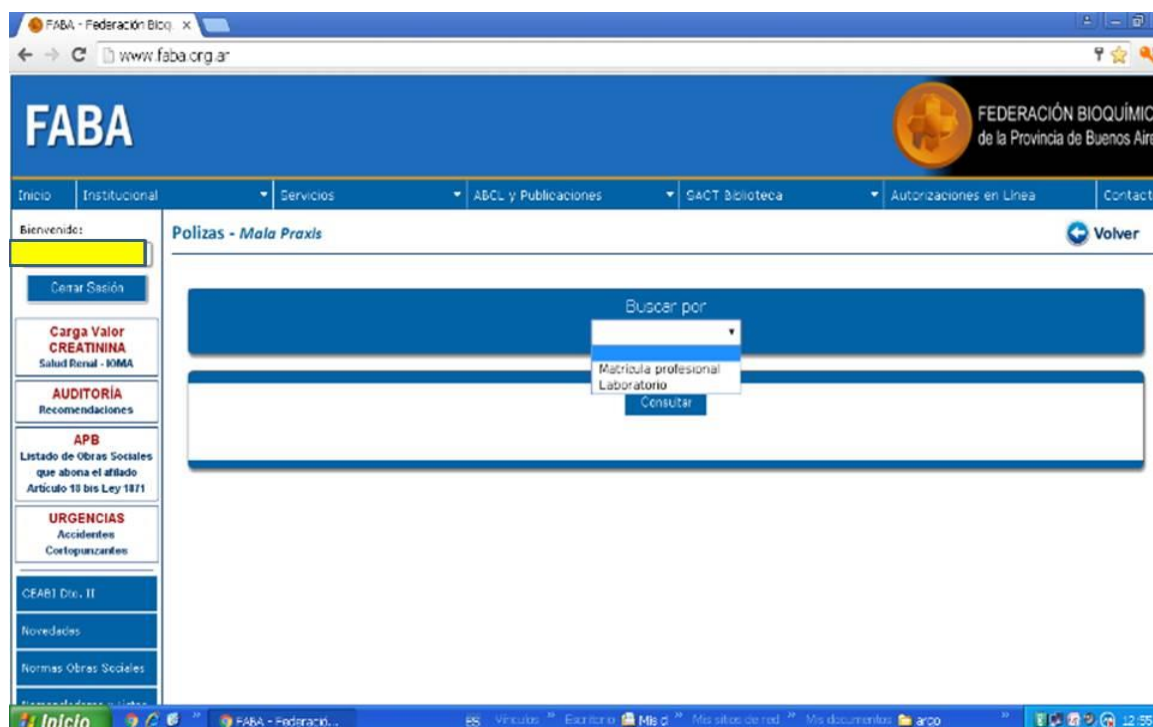 FABA - Federación Bioq
www.faba.org.ar
FABA
FEDERACIÓN BIOQUÍMIC
de la Provincia de Buenos Aire
Inicio Institucional Servicios ABCL y Publicaciones SACT Biblioteca Autorizaciones en Línea Contact
Bienvenido:
Cerrar Sesión
Carga Valor
CREATININA
Salud Renal - IOMA
AUDITORÍA
Recomendaciones
APB
Listado de Obras Sociales
que abona el afiliado
Artículo 18 bis Ley 1871
URGENCIAS
Accidentes
Cortopunzantes
CEABI Dto. II
Novedades
Normas Obras Sociales
Polizas - Mala Praxis
Volver
Buscar por
Matrícula profesional
Laboratorio
Consultar
Inicio FABA - Federació... ES Vínculos Escritorio Mis d Mis sitios de red Mis documentos arpo 12:55